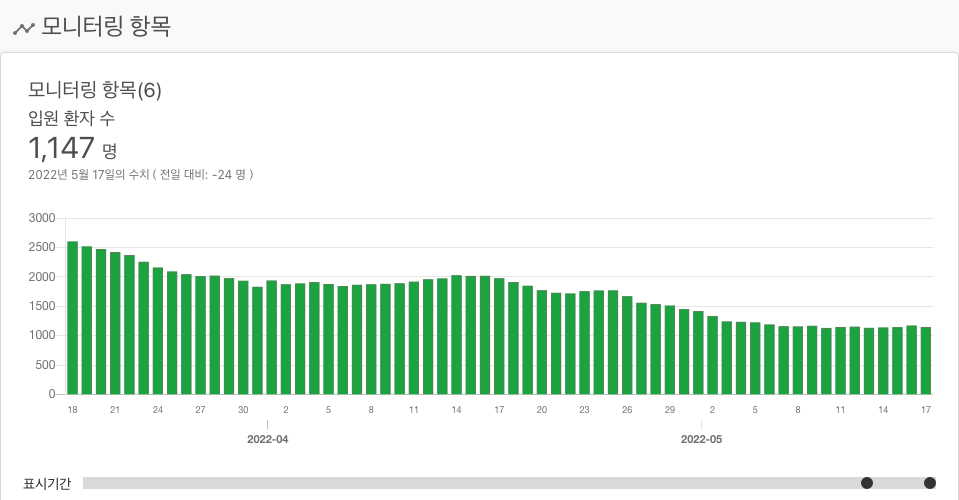 모니터링 항목
모니터링 항목(6)
입원 환자 수
1,147 명
2022년 5월 17일의 수치 ( 전일 대비: -24 명 )
3000
2500
2000
1500
1000
500
0
18 21 24 27 30 2 5 8 11 14 17 20 23 26 29 2 5 8 11 14 17
2022-04 2022-05
표시기간